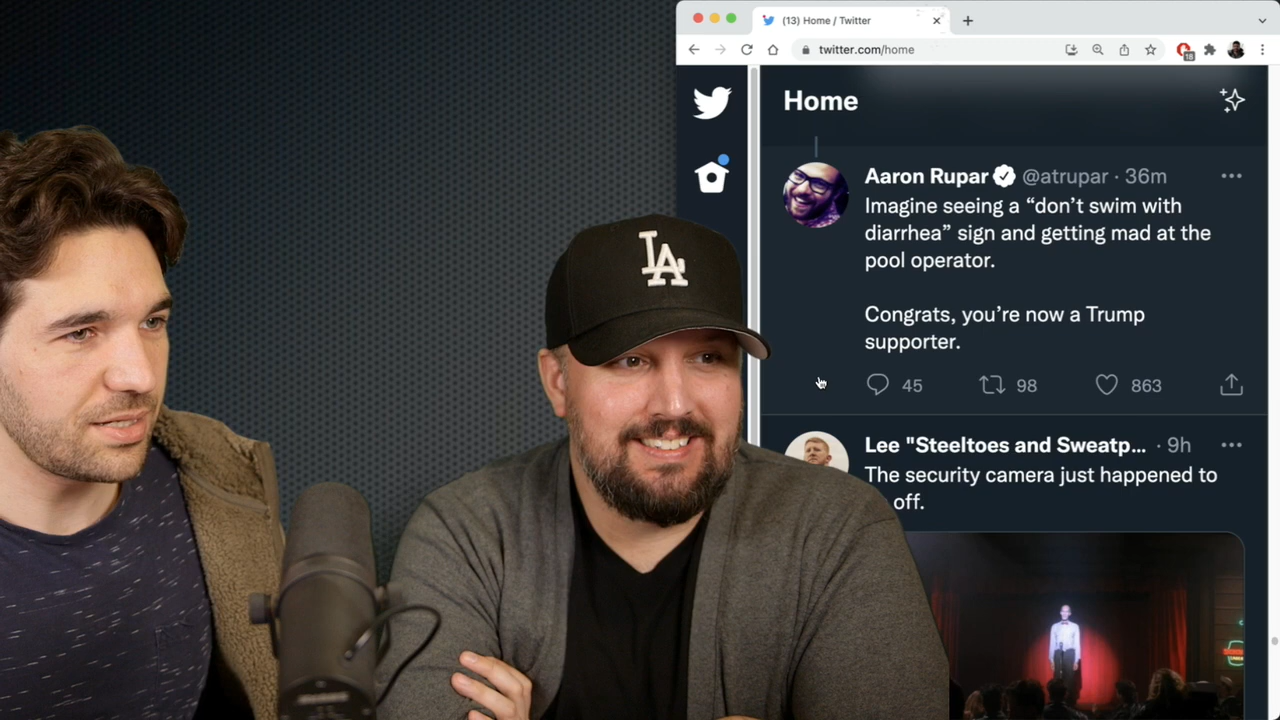 (13) Home / Twitter
twitter.com/home
18
Home
Aaron Rupar @atrupar · 36m
Imagine seeing a “don’t swim with
diarrhea” sign and getting mad at the
pool operator.
Congrats, you’re now a Trump
supporter.
45 98 863
LA
Lee "Steeltoes and Sweatp... · 9h
The security camera just happened to
off.